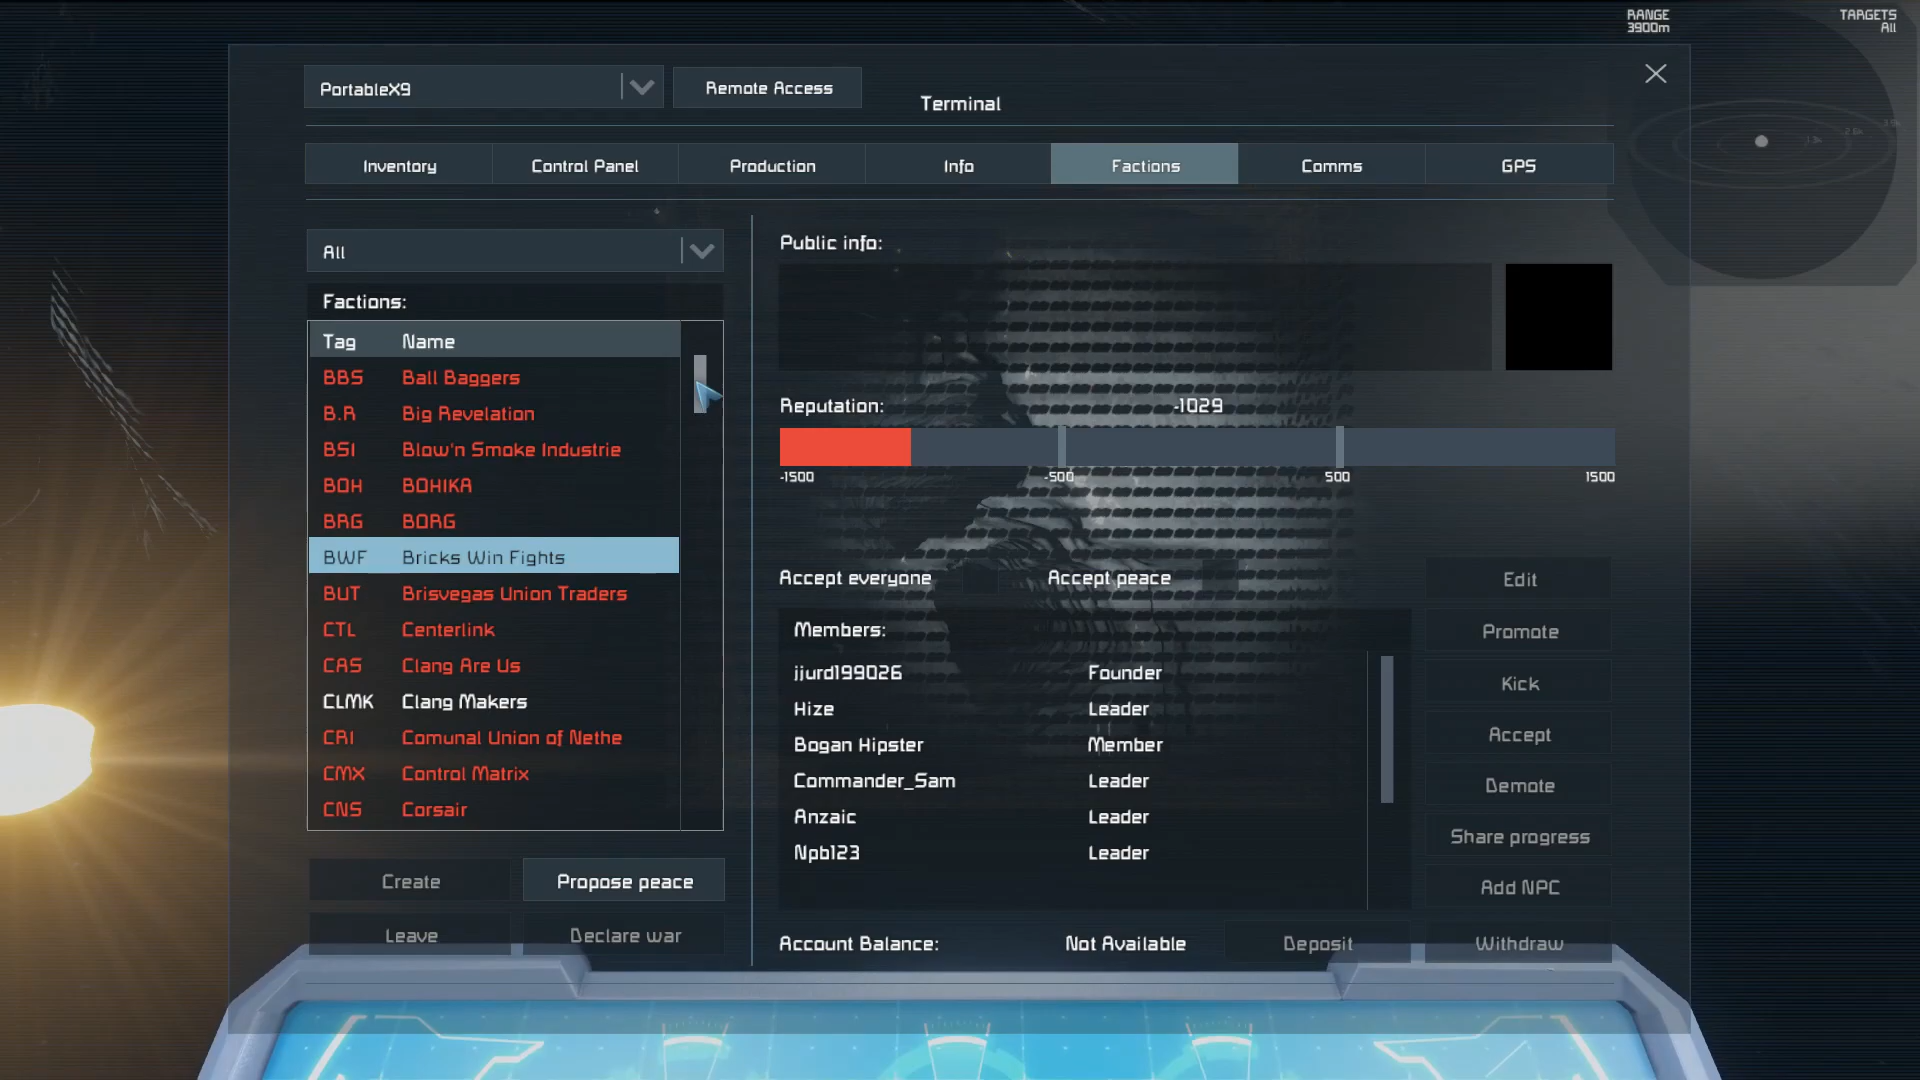 RANGE
3900m
TARGETS
All
PortableX9
Remote Access
Terminal
Inventory
Control Panel
Production
Info
Factions
Comms
GPS
All
Factions:
Tag Name
BBS Ball Baggers
B.R Big Revelation
BSI Blow'n Smoke Industrie
BOH BOHIKA
BRG BORG
BWF Bricks Win Fights
BUT Brisvegas Union Traders
CTL Centerlink
CAS Clang Are Us
CLMK Clang Makers
CRI Comunal Union of Nethe
CMX Control Matrix
CNS Corsair
Create
Propose peace
Leave
Declare war
Public info:
Reputation: -1029
-1500 -500 500 1500
Accept everyone
Accept peace
Members:
jjurd199026 Founder
Hize Leader
Bogan Hipster Member
Commander_Sam Leader
Anzaic Leader
Npb123 Leader
Edit
Promote
Kick
Accept
Demote
Share progress
Add NPC
Account Balance: Not Available
Deposit
Withdraw